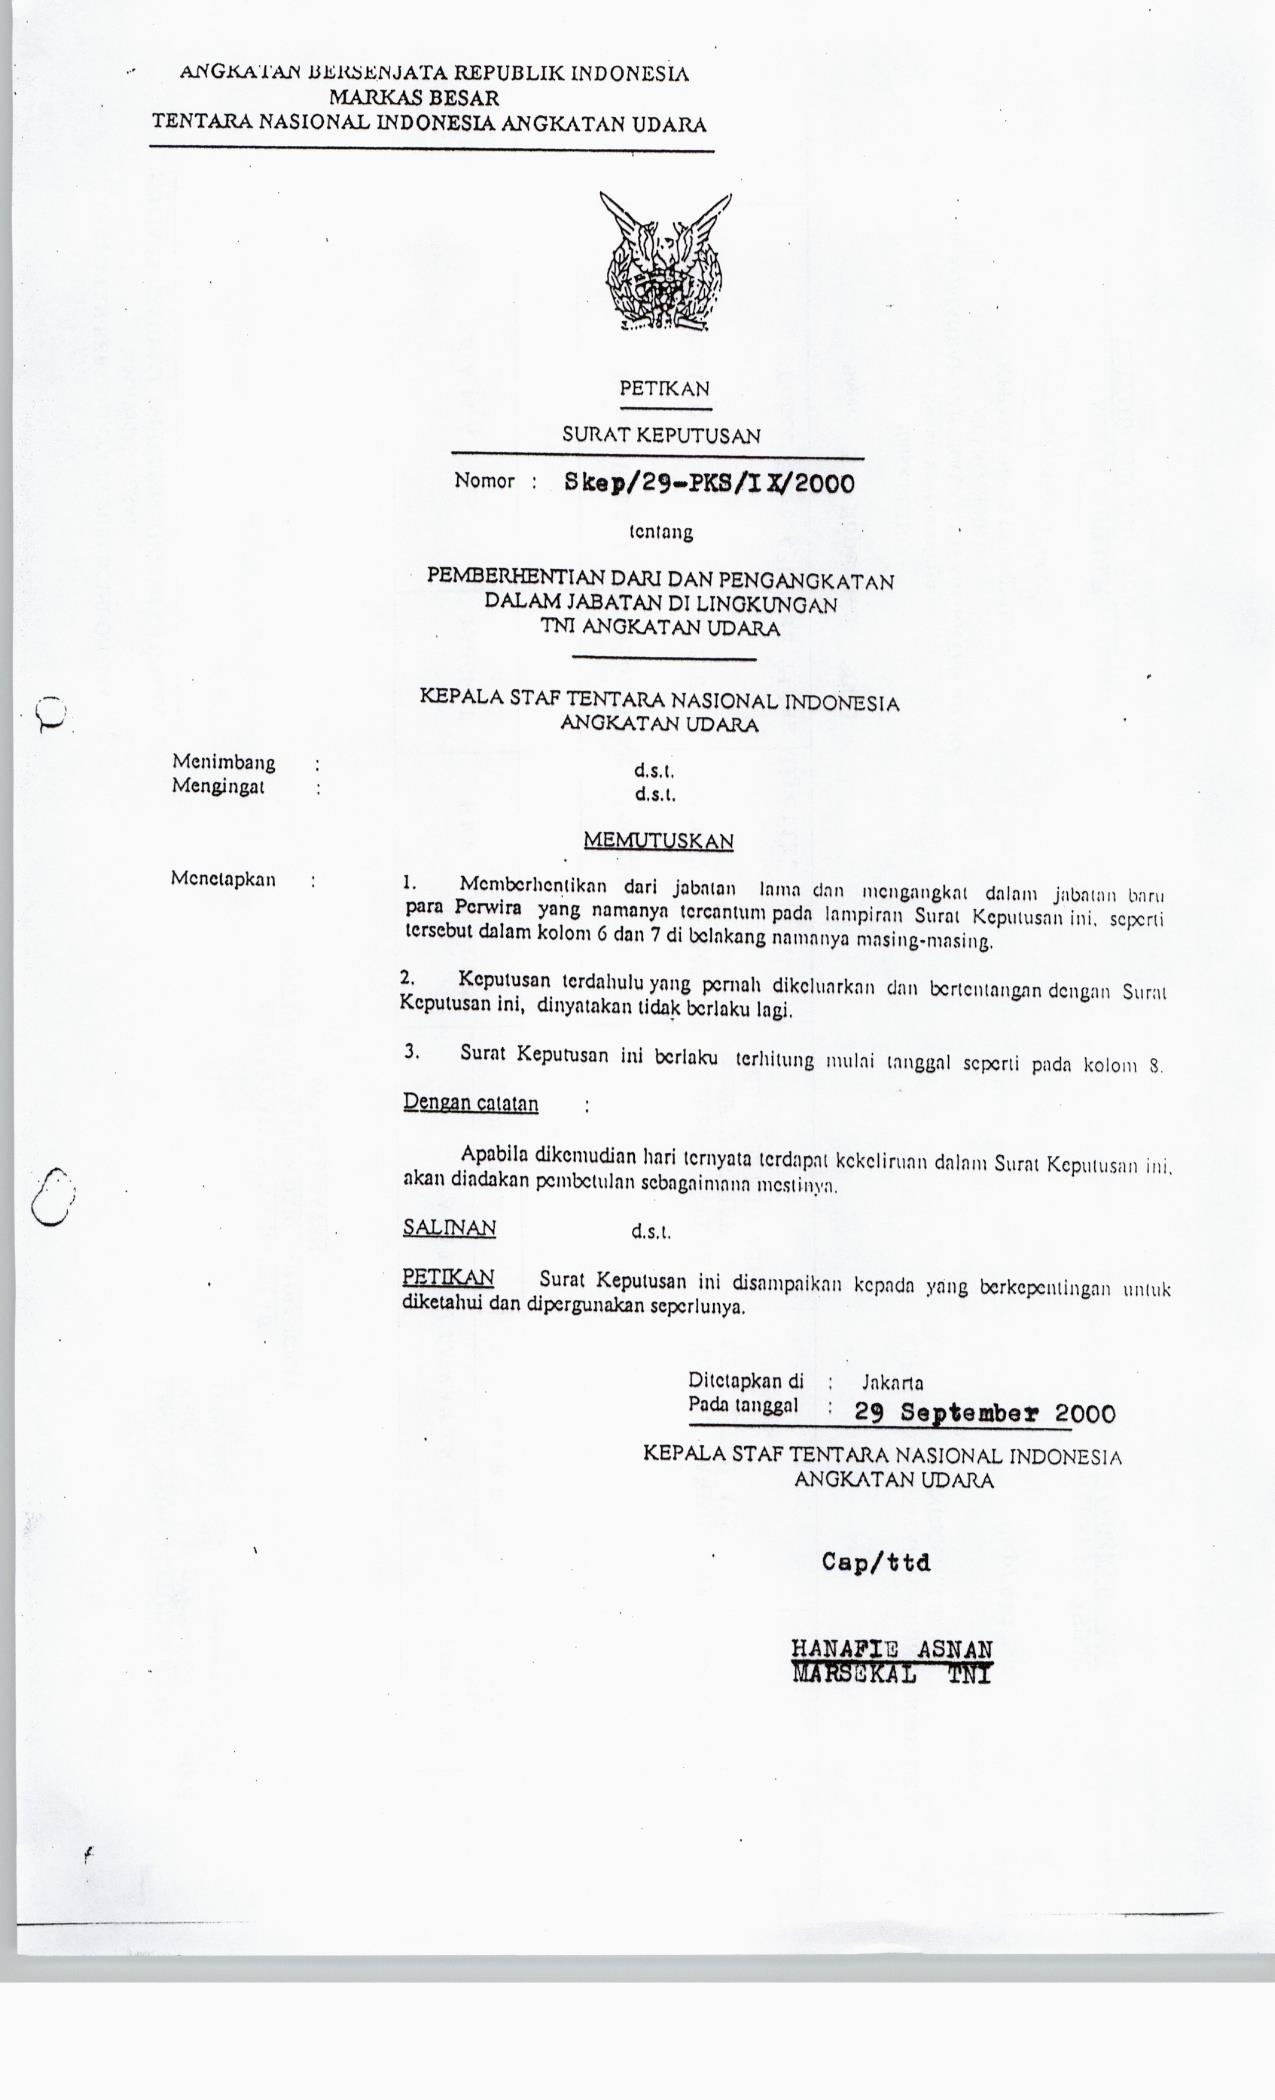 ANGKATAN BERSENJATA REPUBLIK INDONESIA
MARKAS BESAR
TENTARA NASIONAL INDONESIA ANGKATAN UDARA
PETIKAN
SURAT KEPUTUSAN
Nomor : Skep/29-PKS/IX/2000
tentang
PEMBERHENTIAN DARI DAN PENGANGKATAN
DALAM JABATAN DI LINGKUNGAN
TNI ANGKATAN UDARA
KEPALA STAF TENTARA NASIONAL INDONESIA
ANGKATAN UDARA
Menimbang : d.s.t.
Mengingat : d.s.t.
MEMUTUSKAN
Menetapkan : 1. Memberhentikan dari jabatan lama dan mengangkat dalam jabatan baru
para Perwira yang namanya tercantum pada lampiran Surat Keputusan ini, seperti
tersebut dalam kolom 6 dan 7 di belakang namanya masing-masing.
2. Keputusan terdahulu yang pernah dikeluarkan dan bertentangan dengan Surat
Keputusan ini, dinyatakan tidak berlaku lagi.
3. Surat Keputusan ini berlaku terhitung mulai tanggal seperti pada kolom 8.
Dengan catatan :
Apabila dikemudian hari ternyata terdapat kekeliruan dalam Surat Keputusan ini,
akan diadakan pembetulan sebagaimana mestinya.
SALINAN d.s.t.
PETIKAN Surat Keputusan ini disampaikan kepada yang berkepentingan untuk
diketahui dan dipergunakan seperlunya.
Ditetapkan di : Jakarta
Pada tanggal : 29 September 2000
KEPALA STAF TENTARA NASIONAL INDONESIA
ANGKATAN UDARA
Cap/ttd
HANAFIE ASNAN
MARSEKAL TNI